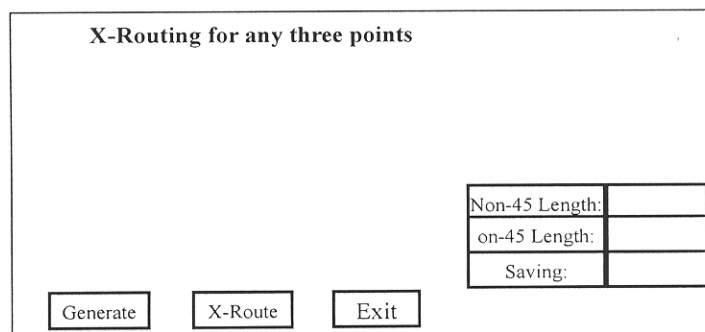 X-Routing for any three points
Non-45 Length:
on-45 Length:
Saving:
Generate X-Route Exit